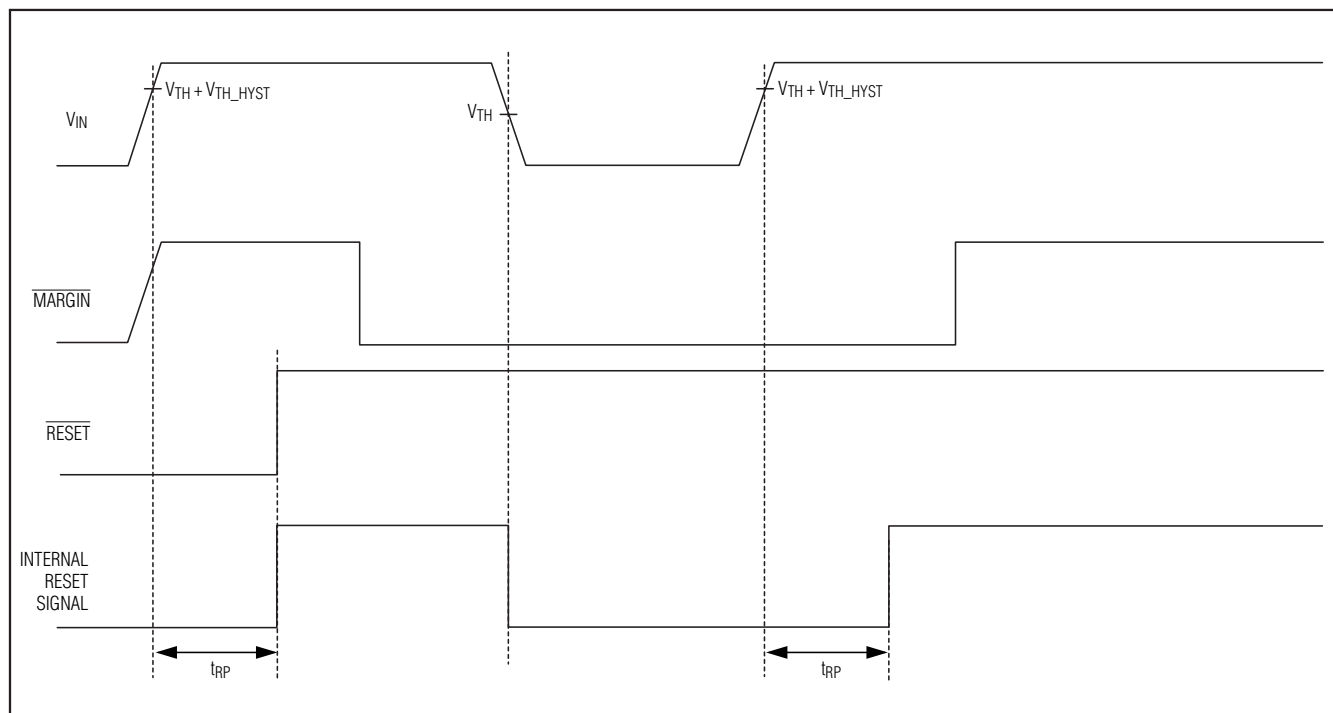 VTH + VTH_HYST
VTH + VTH_HYST
VTH
VIN
MARGIN
RESET
INTERNAL
RESET
SIGNAL
tRP
tRP